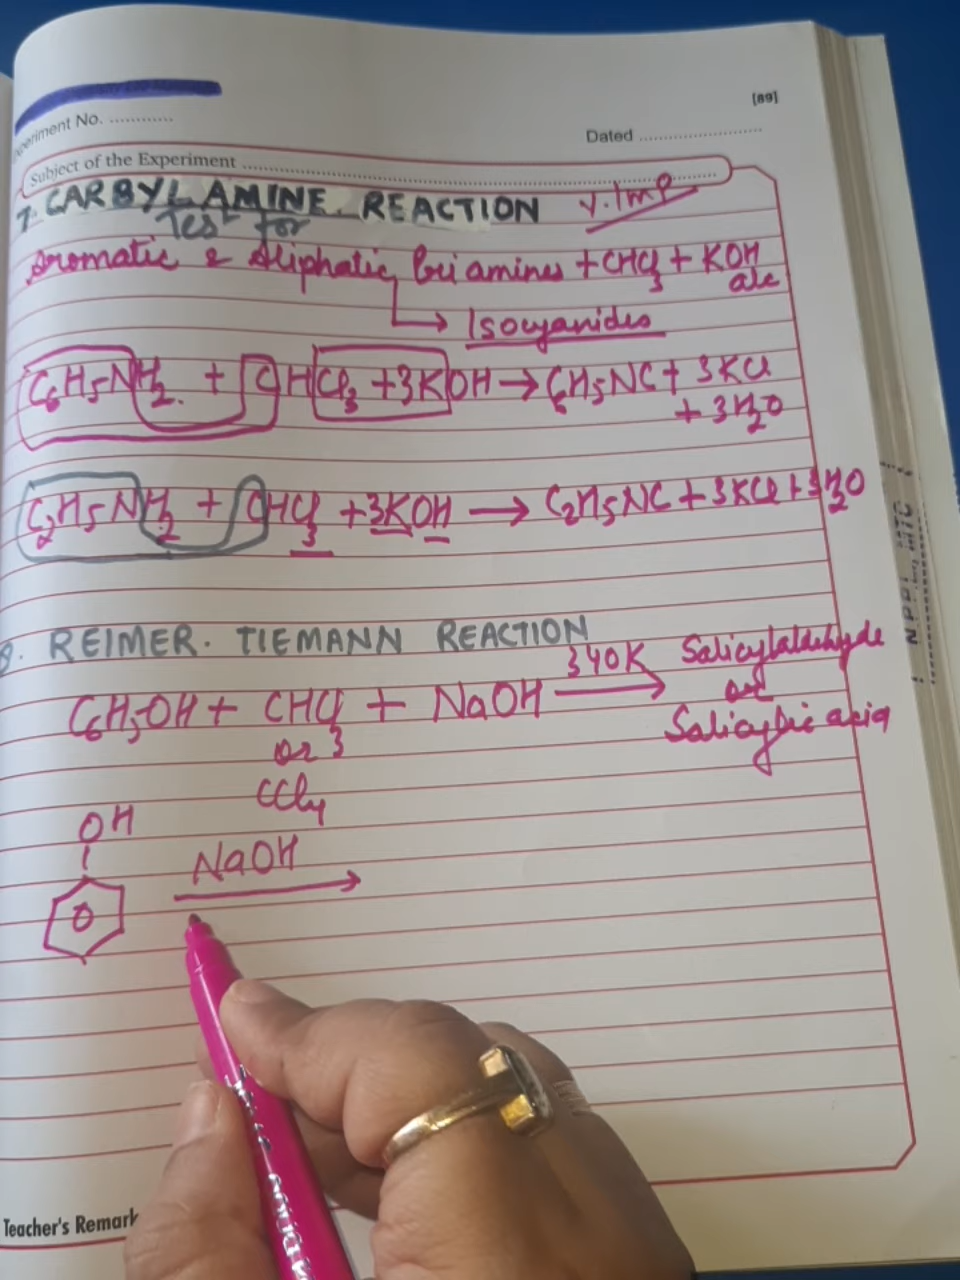 [89]
Experiment No. ............
Dated ......................
Subject of the Experiment ......................
7. CARBYLAMINE. REACTION V.Imp
Test for
Aromatic & Aliphatic pri amines + CHCl3 + KOH
alc
Isocyanides
C6H5NH2 + CHCl3 + 3KOH → C6H5NC + 3KCl
+ 3H2O
C2H5NH2 + CHCl3 + 3KOH → C2H5NC + 3KCl + 3H2O
8. REIMER. TIEMANN REACTION
C6H5OH + CHCl3 + NaOH 340K → Salicylaldehyde
or or
CCl4 Salicylic acid
OH
NaOH
Teacher's Remark